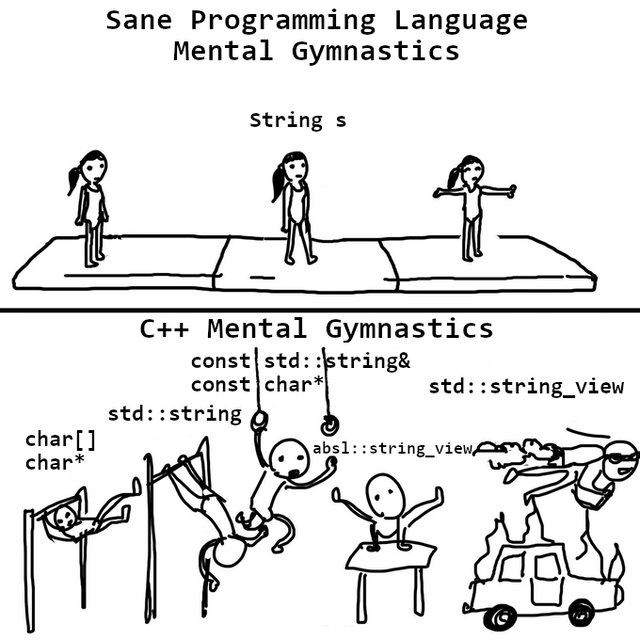 Sane Programming Language
Mental Gymnastics
String s
C++ Mental Gymnastics
const std::string&
const char*
std::string_view
std::string
char[]
char*
absl::string_view